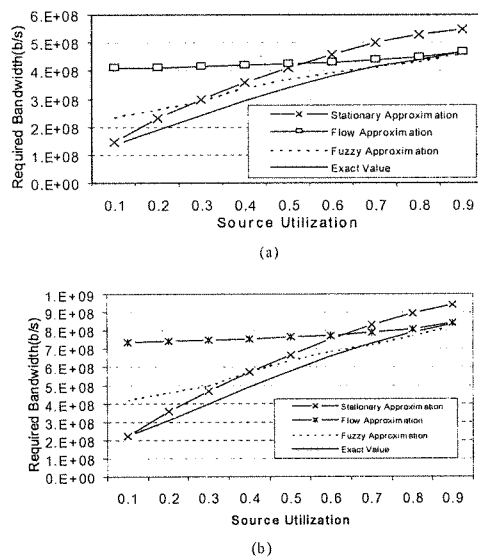 6.E+08
5.E+08
4.E+08
3.E+08
2.E+08
1.E+08
0.E+00
Required Bandwidth(b/s)
Stationary Approximation
Flow Approximation
Fuzzy Approximation
Exact Value
0.1 0.2 0.3 0.4 0.5 0.6 0.7 0.8 0.9
Source Utilization
(a)
1.E+09
9.E+08
8.E+08
7.E+08
6.E+08
5.E+08
4.E+08
3.E+08
2.E+08
1.E+08
0.E+00
Required Bandwidth(b/s)
Stationary Approximation
Flow Approximation
Fuzzy Approximation
Exact Value
0.1 0.2 0.3 0.4 0.5 0.6 0.7 0.8 0.9
Source Utilization
(b)